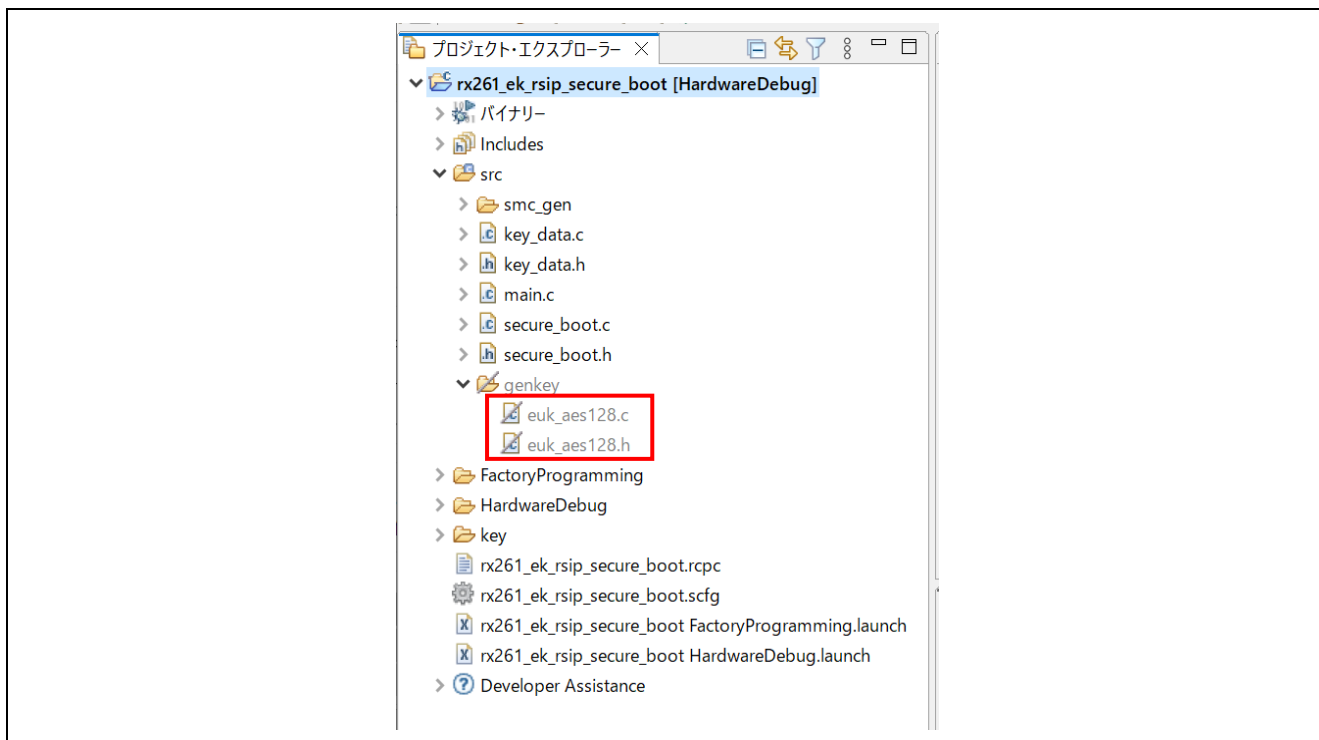 プロジェクト・エクスプローラー
rx261_ek_rsip_secure_boot [HardwareDebug]
バイナリー
Includes
src
smc_gen
key_data.c
key_data.h
main.c
secure_boot.c
secure_boot.h
genkey
euk_aes128.c
euk_aes128.h
FactoryProgramming
HardwareDebug
key
rx261_ek_rsip_secure_boot.rcpc
rx261_ek_rsip_secure_boot.scfg
rx261_ek_rsip_secure_boot FactoryProgramming.launch
rx261_ek_rsip_secure_boot HardwareDebug.launch
Developer Assistance